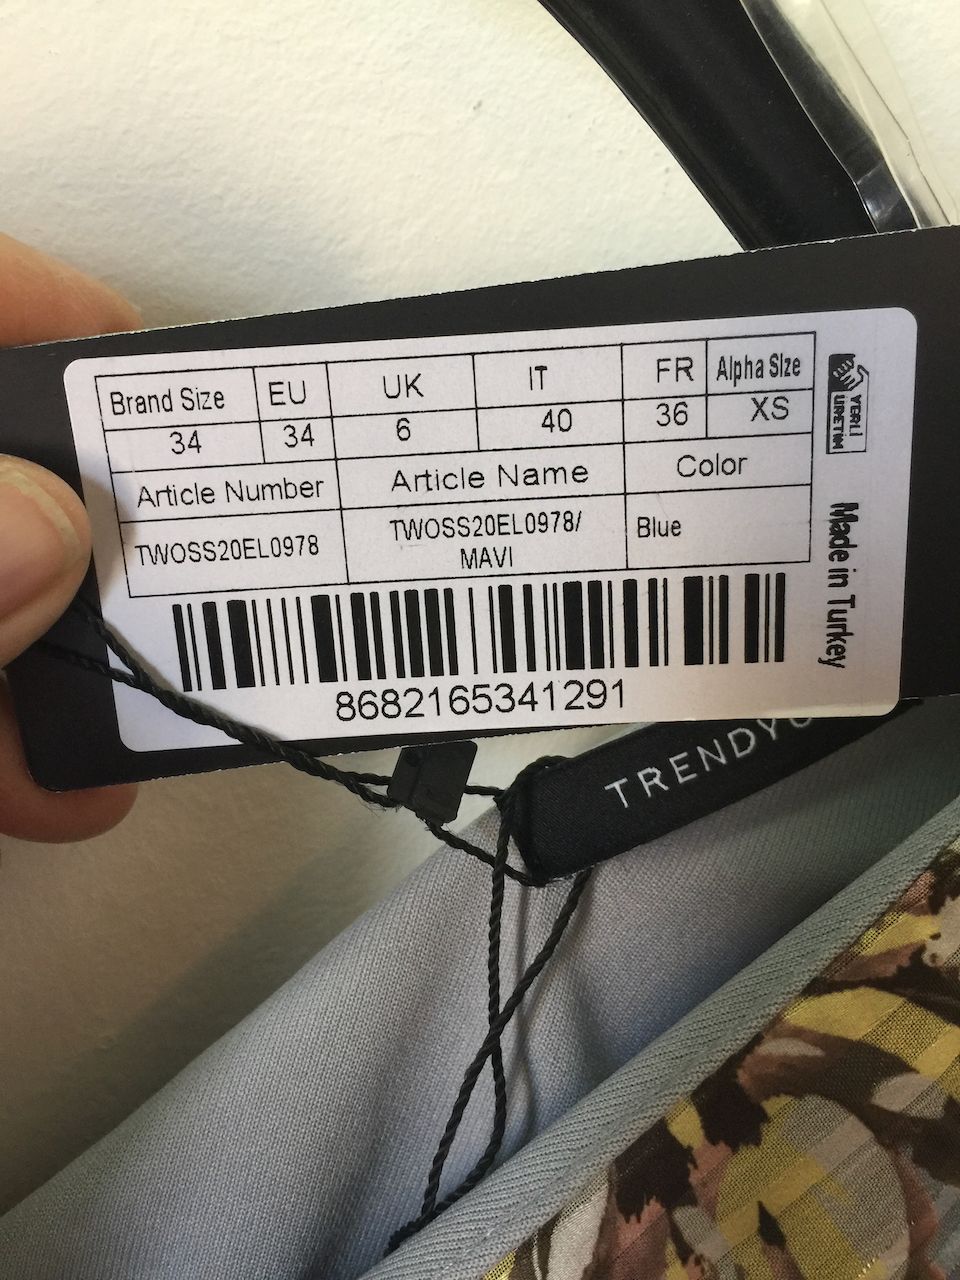 Brand Size EU UK IT FR Alpha Size
34 34 6 40 36 XS
Article Number Article Name Color
TWOSS20EL0978 TWOSS20EL0978/ Blue
MAVI
8682165341291
YERLİ
ÜRETİM
Made in Turkey